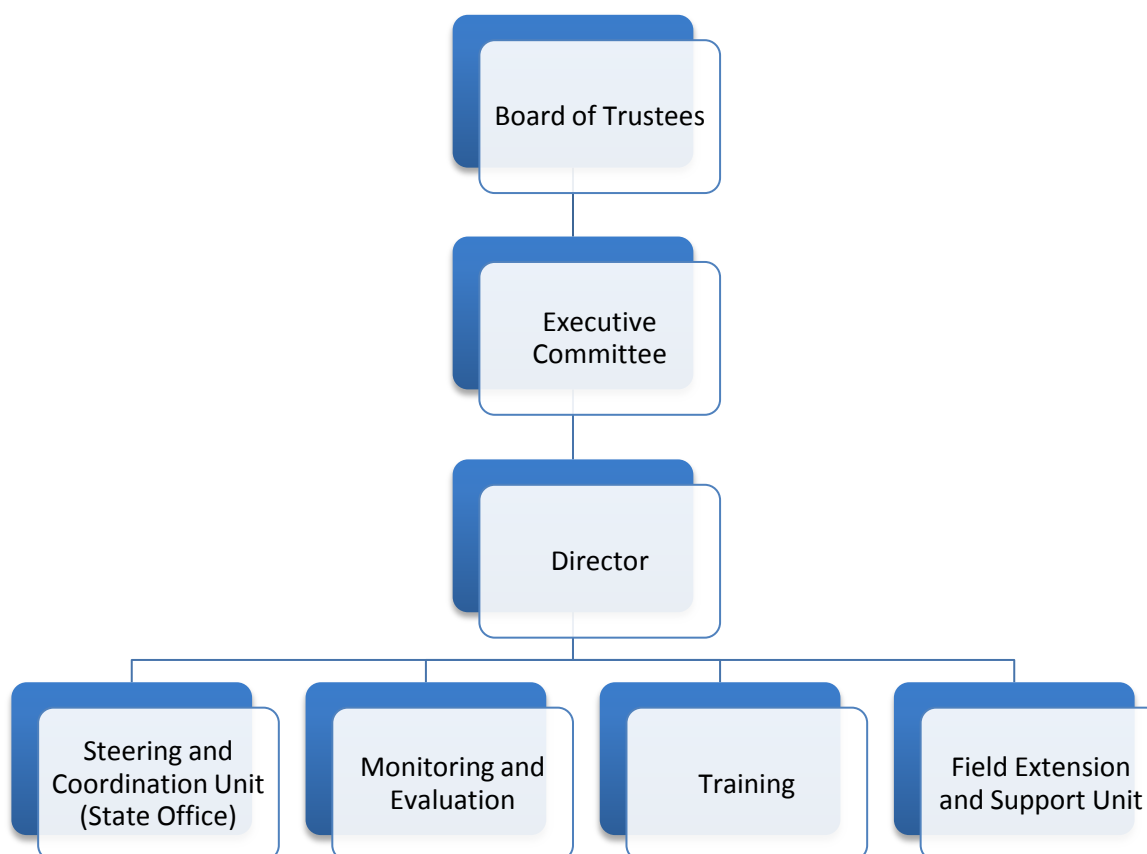 Board of Trustees
Executive
Committee
Director
Steering and
Coordination Unit
(State Office)
Monitoring and
Evaluation
Training
Field Extension
and Support Unit